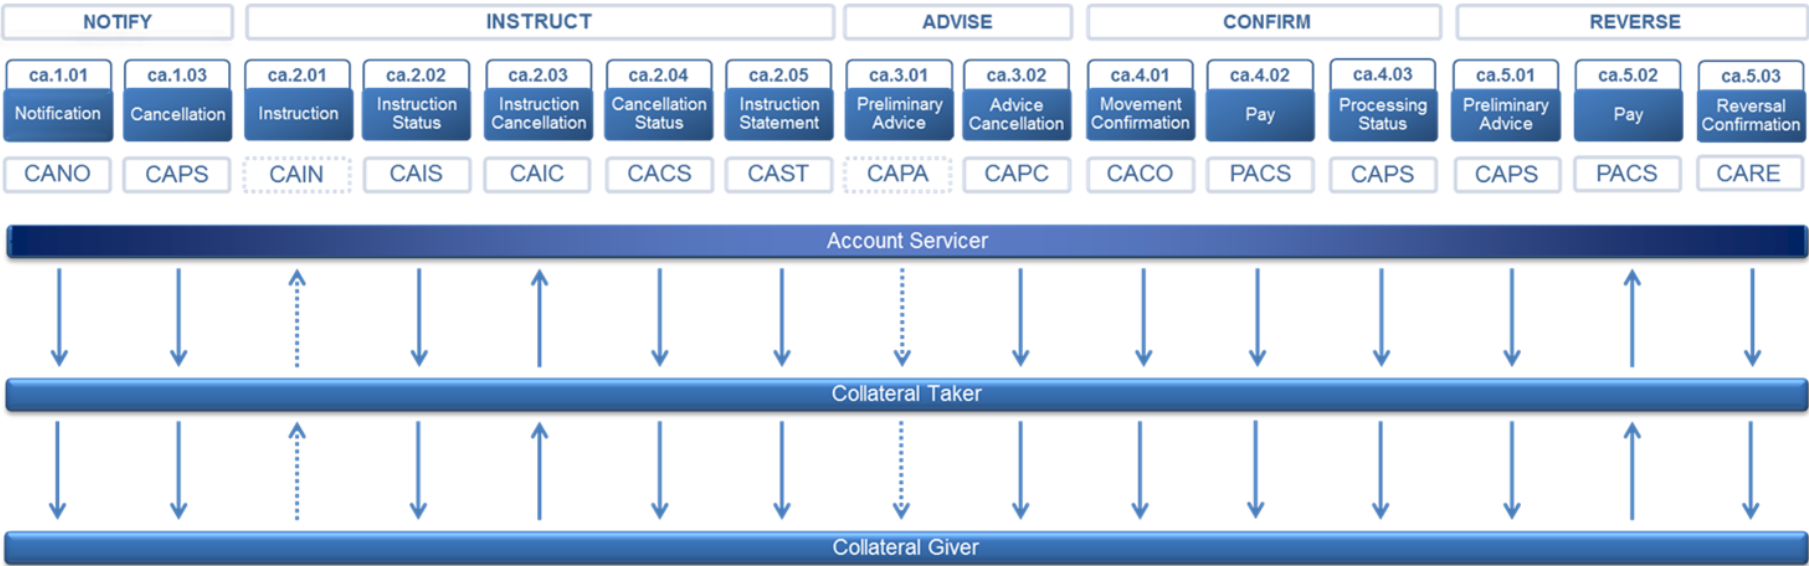 NOTIFY INSTRUCT ADVISE CONFIRM REVERSE
ca.1.01 ca.1.03 ca.2.01 ca.2.02 ca.2.03 ca.2.04 ca.2.05 ca.3.01 ca.3.02 ca.4.01 ca.4.02 ca.4.03 ca.5.01 ca.5.02 ca.5.03
Notification
Cancellation
Instruction
Instruction
Status
Instruction
Cancellation
Cancellation
Status
Instruction
Statement
Preliminary
Advice
Advice
Cancellation
Movement
Confirmation
Pay
Processing
Status
Preliminary
Advice
Pay
Reversal
Confirmation
CANO CAPS CAIN CAIS CAIC CACS CAST CAPA CAPC CACO PACS CAPS CAPS PACS CARE
Account Servicer
Collateral Taker
Collateral Giver